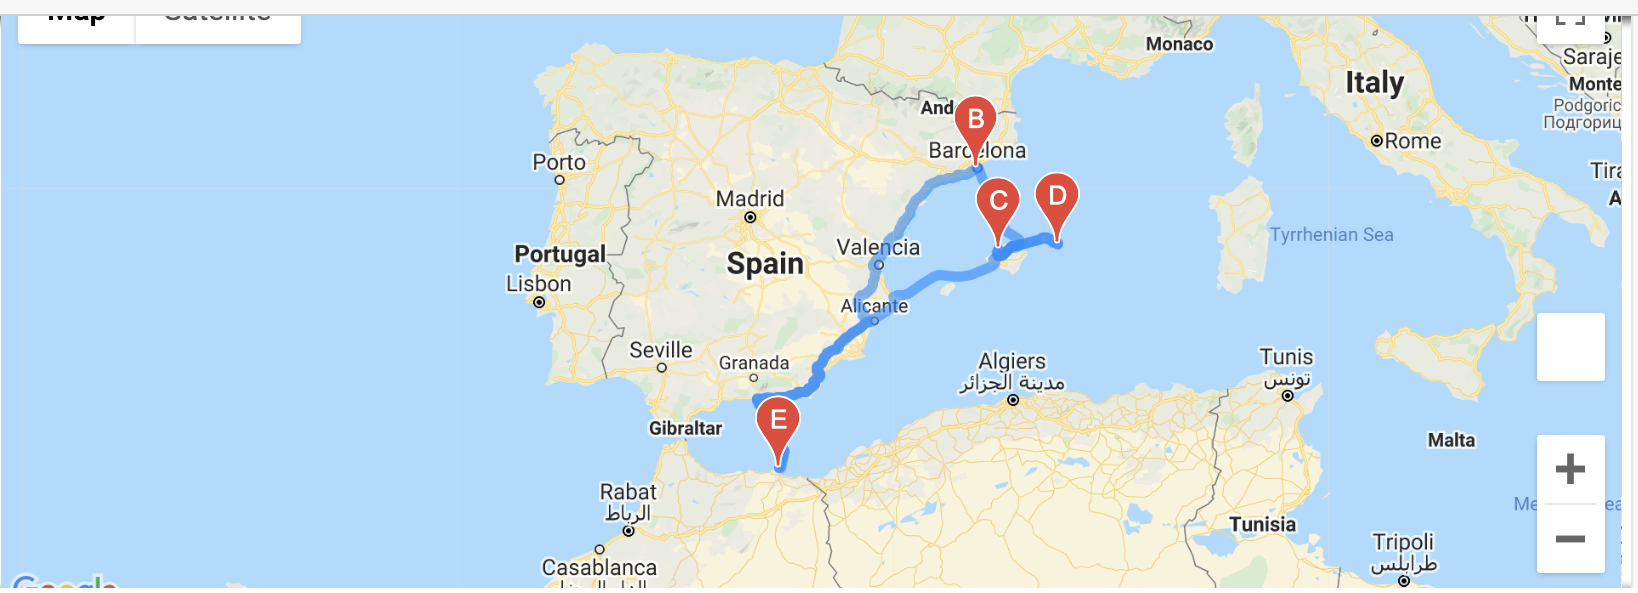 Map
Satellite
Monaco
Saraje
Italy
Monte
And
B
Podgoric
Подгориц
Barcelona
Rome
Porto
Tira
C
D
A
Madrid
Tyrrhenian Sea
Valencia
Portugal
Spain
Lisbon
Alicante
Seville
Granada
Algiers
مدينة الجزائر
Tunis
تونس
E
Gibraltar
Malta
Rabat
الرباط
Me
ea
Tunisia
Tripoli
طرابلس
Casablanca
Google